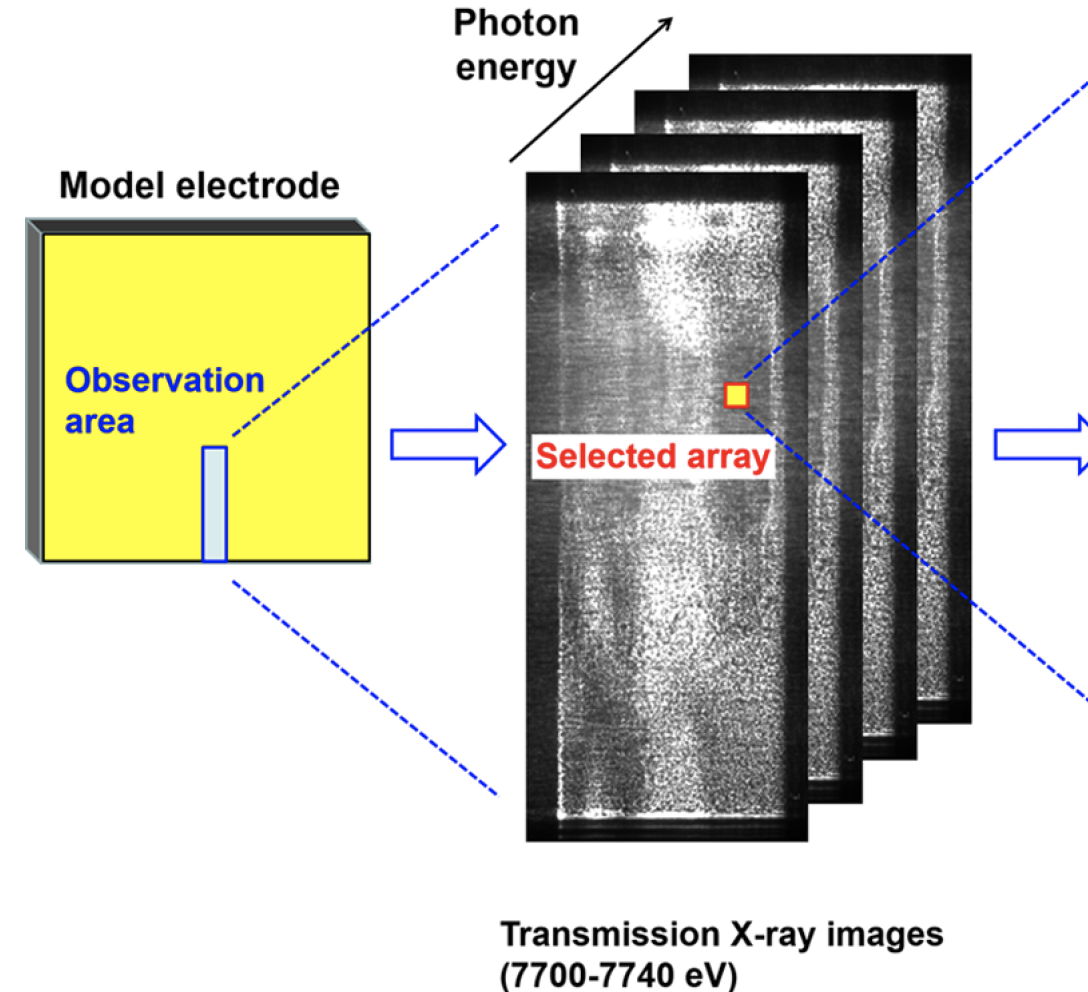 Photon
energy
Model electrode
Observation
area
Selected array
Transmission X-ray images
(7700-7740 eV)